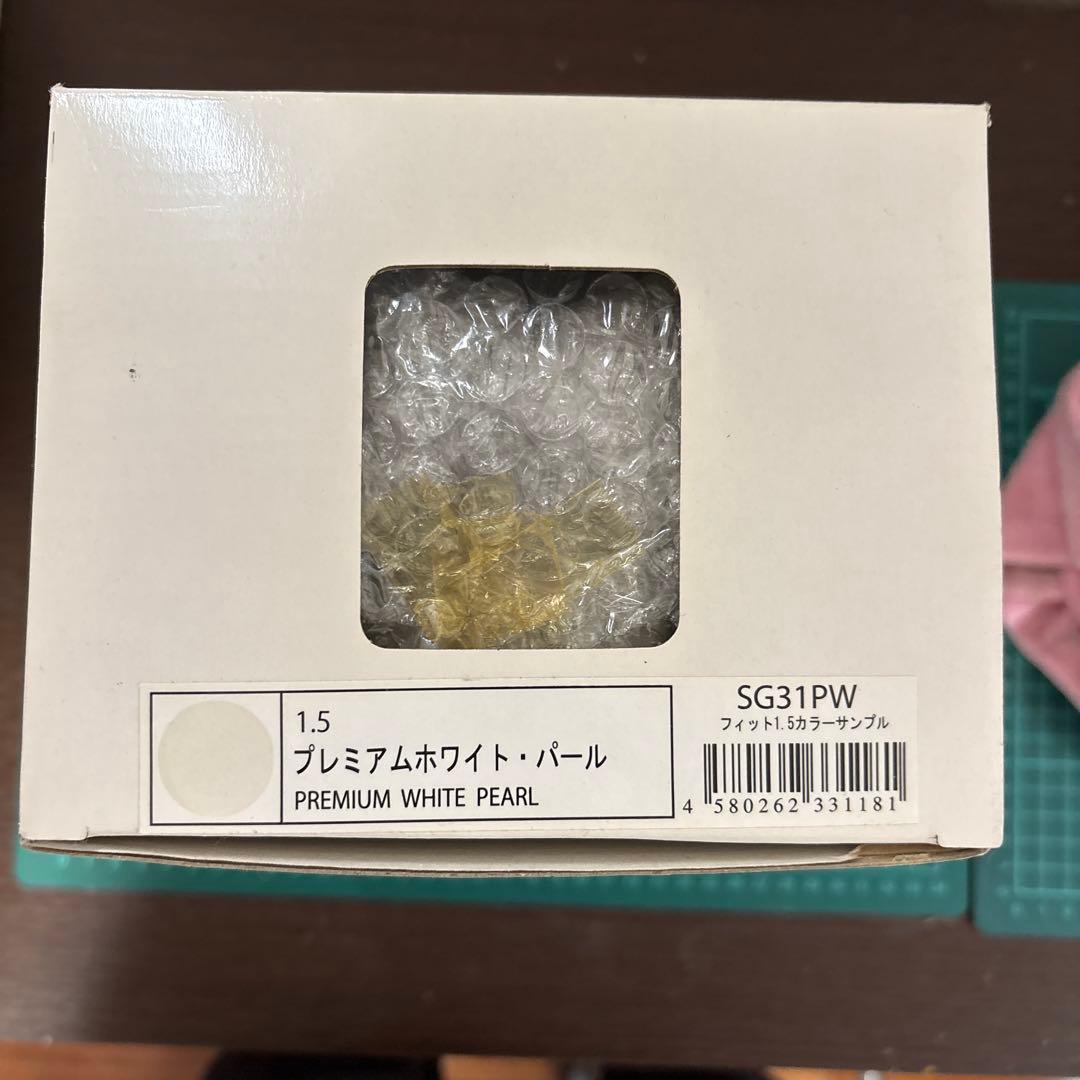 1.5
プレミアムホワイト・パール
PREMIUM WHITE PEARL
SG31PW
フィット1.5カラーサンプル
4 580262 331181